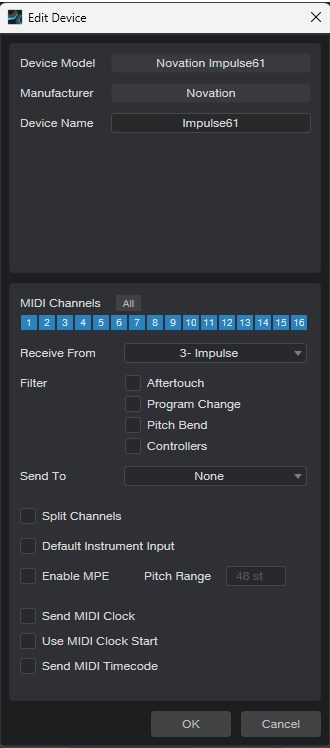 Edit Device
Device Model Novation Impulse61
Manufacturer Novation
Device Name Impulse61
MIDI Channels All
1 2 3 4 5 6 7 8 9 10 11 12 13 14 15 16
Receive From 3- Impulse
Filter Aftertouch
Program Change
Pitch Bend
Controllers
Send To None
Split Channels
Default Instrument Input
Enable MPE Pitch Range 48 st
Send MIDI Clock
Use MIDI Clock Start
Send MIDI Timecode
OK Cancel